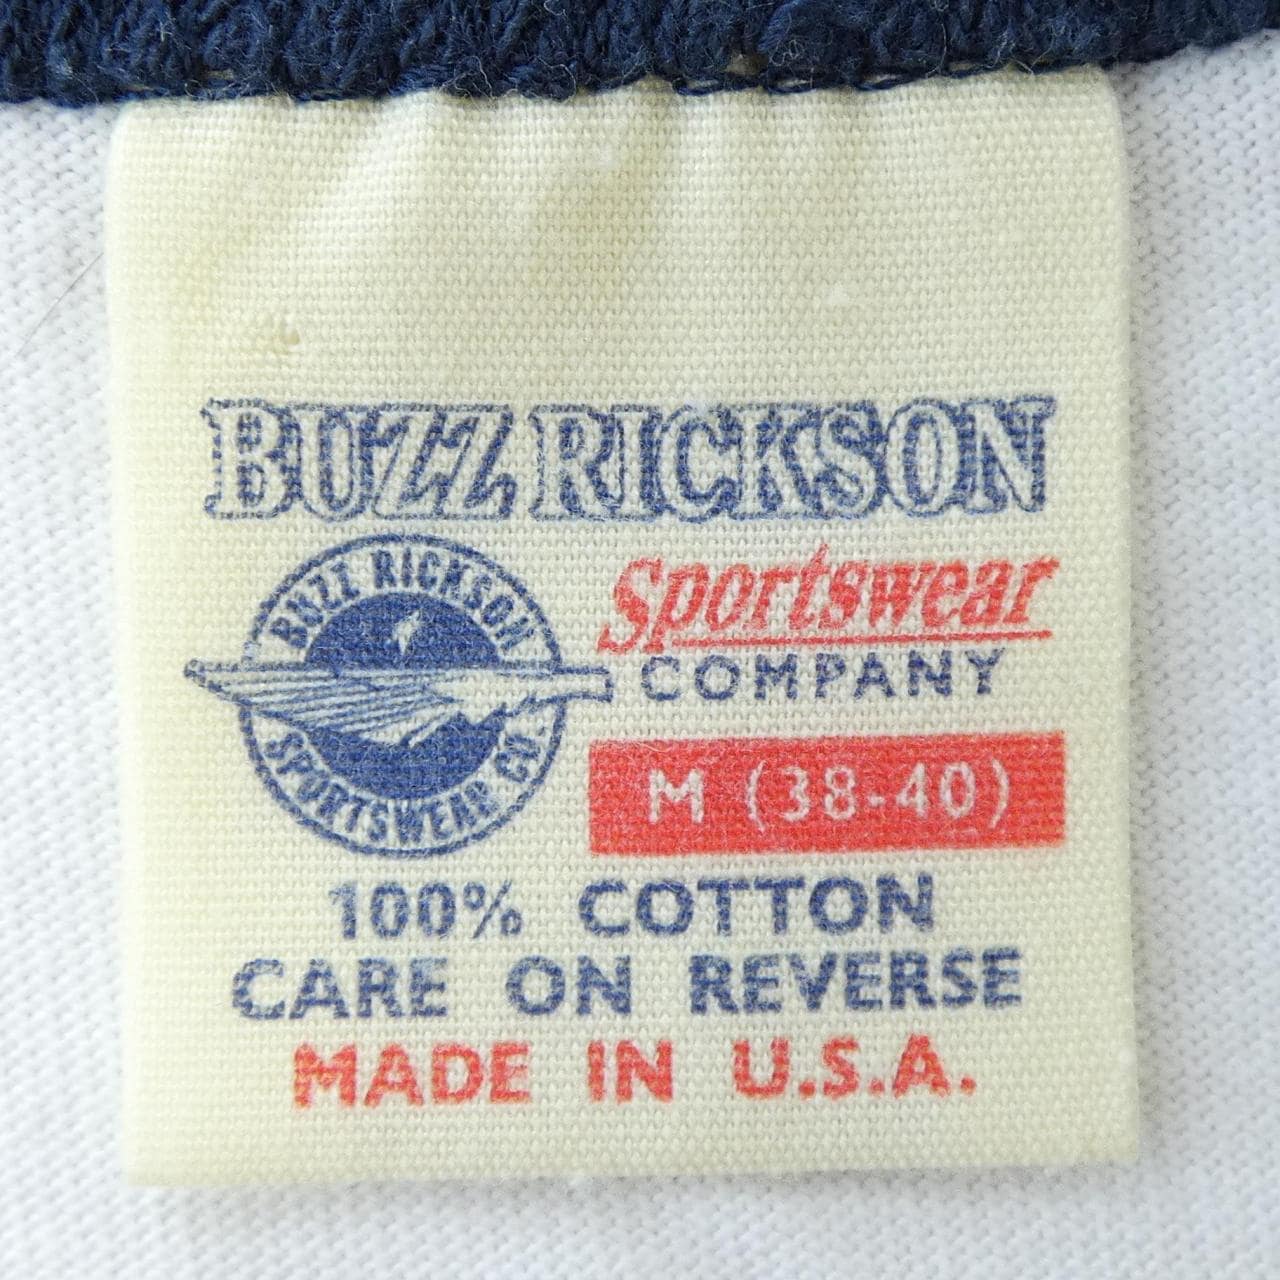 BUZZ RICKSON
BUZZ RICKSON
SPORTSWEAR CO.
Sportswear
COMPANY
M (38-40)
100% COTTON
CARE ON REVERSE
MADE IN U.S.A.